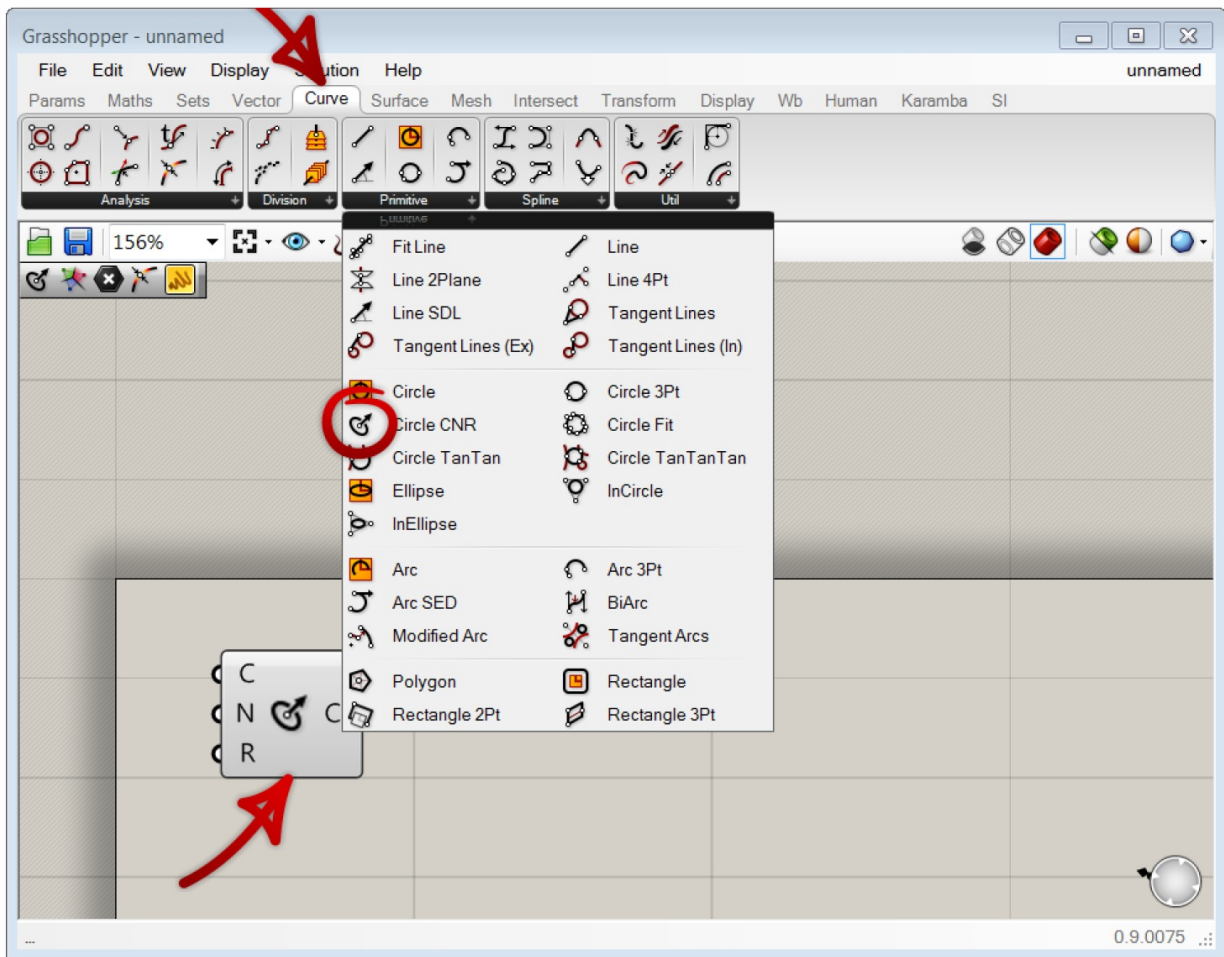 Grasshopper - unnamed
File Edit View Display Solution Help unnamed
Params Maths Sets Vector Curve Surface Mesh Intersect Transform Display Wb Human Karamba SI
Analysis Division Primitive Spline Util
Primitive
156%
Fit Line Line
Line 2Plane Line 4Pt
Line SDL Tangent Lines
Tangent Lines (Ex) Tangent Lines (In)
Circle Circle 3Pt
Circle CNR Circle Fit
Circle TanTan Circle TanTanTan
Ellipse InCircle
InEllipse
Arc Arc 3Pt
Arc SED BiArc
Modified Arc Tangent Arcs
Polygon Rectangle
Rectangle 2Pt Rectangle 3Pt
C
N C
R
... 0.9.0075